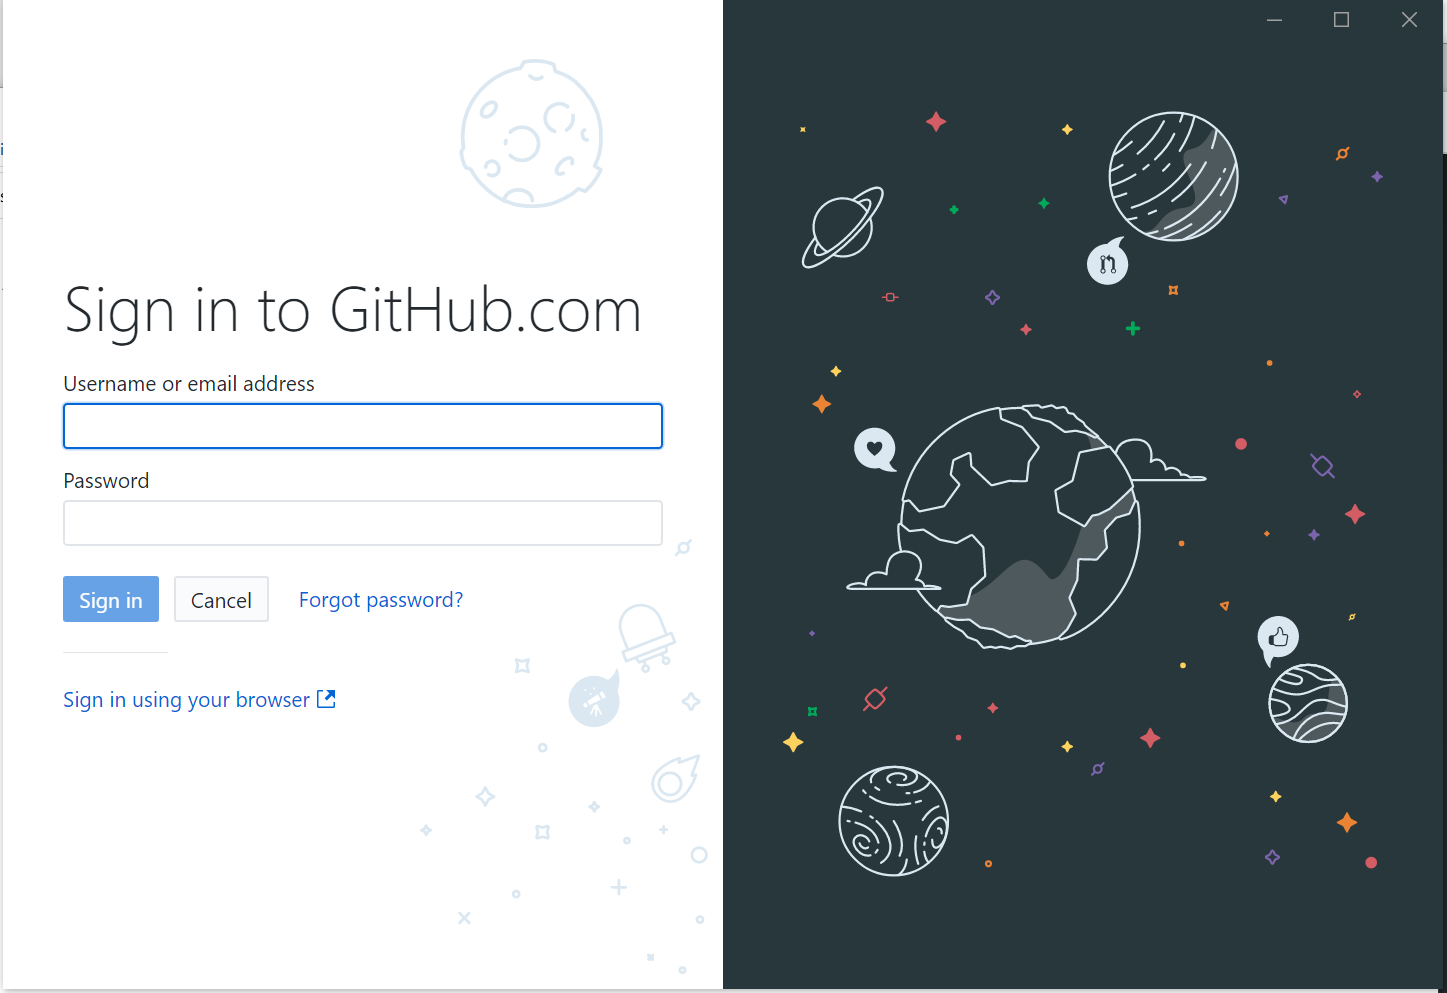 Sign in to GitHub.com
Username or email address
Password
Sign in
Cancel
Forgot password?
Sign in using your browser